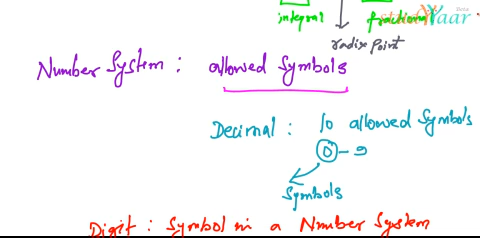 integral fractional
radix point
Number System : allowed Symbols
Decimal : 10 allowed Symbols
0 - 9
Symbols
Digit : Symbol in a Number System